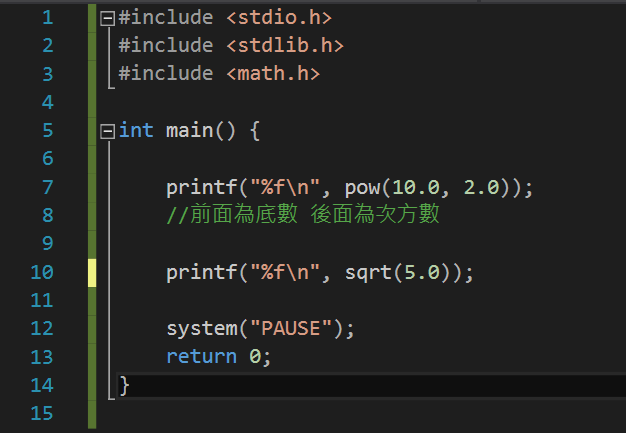 1 #include <stdio.h>
2 #include <stdlib.h>
3 #include <math.h>
4
5 int main() {
6
7 printf("%f\n", pow(10.0, 2.0));
8 //前面為底數 後面為次方數
9
10 printf("%f\n", sqrt(5.0));
11
12 system("PAUSE");
13 return 0;
14 }
15